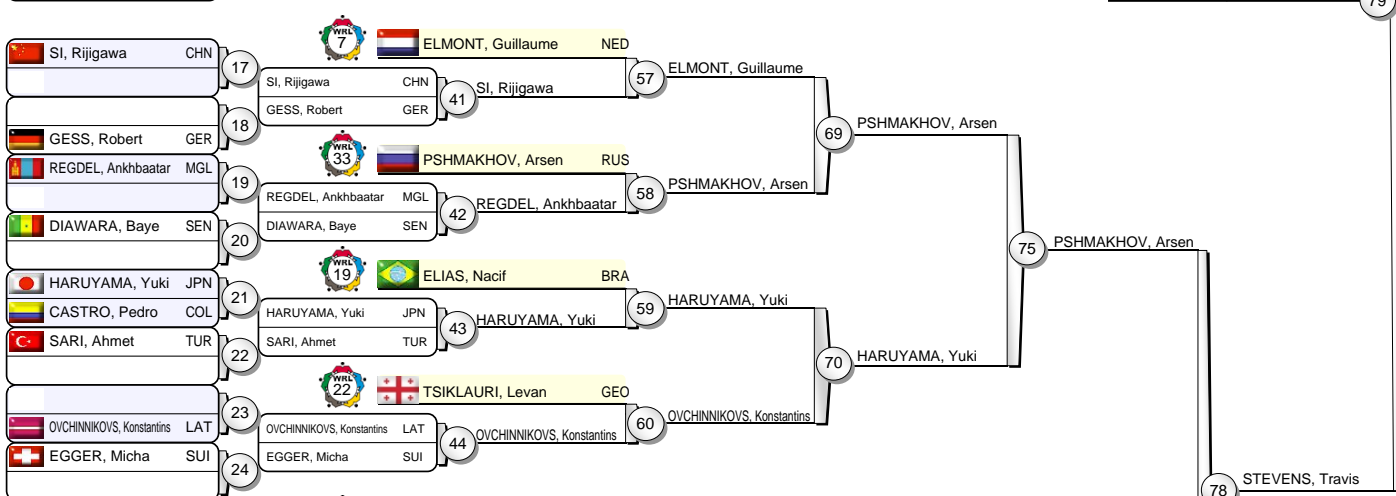 79
SI, Rijigawa CHN
17
GESS, Robert GER
18
REGDEL, Ankhbaatar MGL
19
DIAWARA, Baye SEN
20
HARUYAMA, Yuki JPN
CASTRO, Pedro COL
21
SARI, Ahmet TUR
22
OVCHINNIKOVS, Konstantins LAT
23
EGGER, Micha SUI
24
WRL
7
ELMONT, Guillaume NED
SI, Rijigawa CHN
GESS, Robert GER
41
SI, Rijigawa
57
WRL
33
PSHMAKHOV, Arsen RUS
REGDEL, Ankhbaatar MGL
DIAWARA, Baye SEN
42
REGDEL, Ankhbaatar
58
WRL
19
ELIAS, Nacif BRA
HARUYAMA, Yuki JPN
SARI, Ahmet TUR
43
HARUYAMA, Yuki
59
WRL
22
TSIKLAURI, Levan GEO
OVCHINNIKOVS, Konstantins LAT
EGGER, Micha SUI
44
OVCHINNIKOVS, Konstantins
60
ELMONT, Guillaume
PSHMAKHOV, Arsen
69
HARUYAMA, Yuki
OVCHINNIKOVS, Konstantins
70
PSHMAKHOV, Arsen
HARUYAMA, Yuki
75
PSHMAKHOV, Arsen
78
STEVENS, Travis